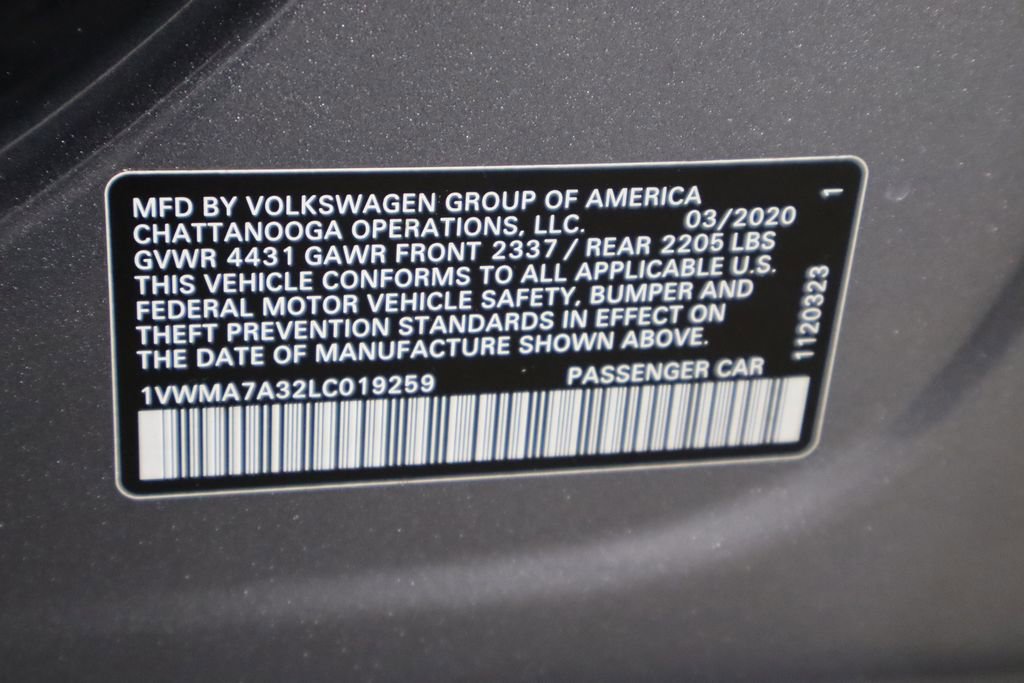 MFD BY VOLKSWAGEN GROUP OF AMERICA
CHATTANOOGA OPERATIONS, LLC. 03/2020
GVWR 4431 GAWR FRONT 2337 / REAR 2205 LBS
THIS VEHICLE CONFORMS TO ALL APPLICABLE U.S.
FEDERAL MOTOR VEHICLE SAFETY, BUMPER AND
THEFT PREVENTION STANDARDS IN EFFECT ON
THE DATE OF MANUFACTURE SHOWN ABOVE.
1VWMA7A32LC019259 PASSENGER CAR
1120323 1